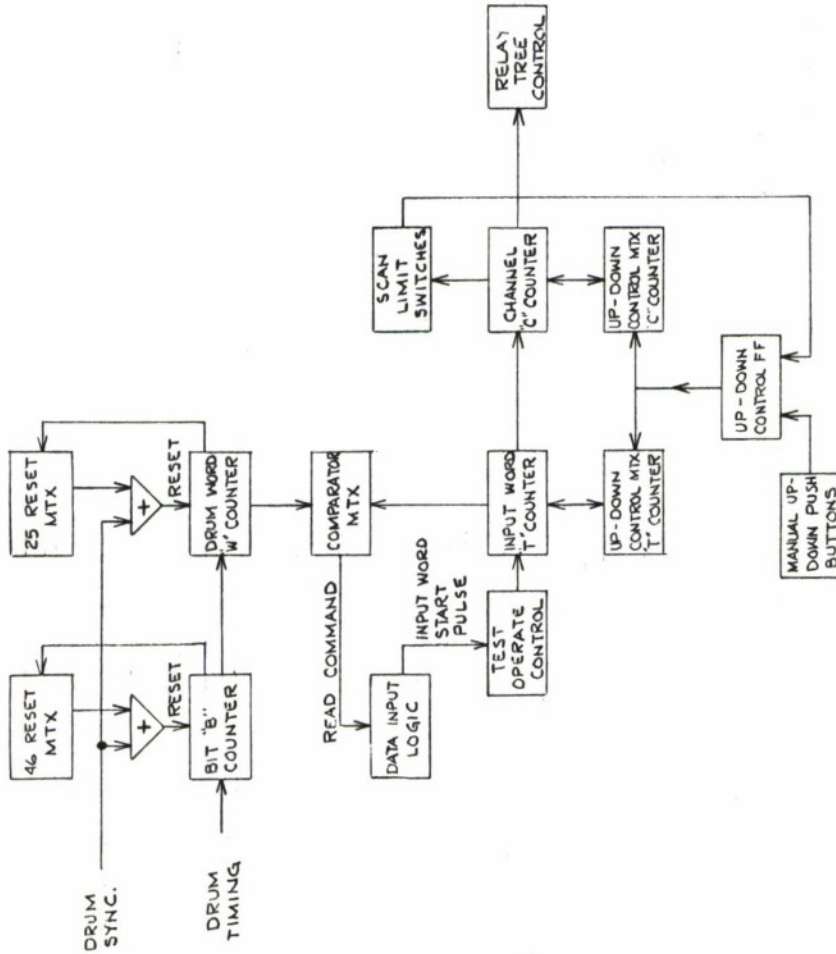 DRUM
SYNC.
DRUM
TIMING
46 RESET
MTX
+
RESET
BIT "B"
COUNTER
25 RESET
MTX
+
RESET
DRUM WORD
"W" COUNTER
COMPARATOR
MTX
READ COMMAND
DATA INPUT
LOGIC
INPUT WORD
START
PULSE
TEST
OPERATE
CONTROL
INPUT WORD
"T" COUNTER
CHANNEL
"C" COUNTER
SCAN
LIMIT
SWITCHES
RELAY
TREE
CONTROL
UP-DOWN
CONTROL MTX
"T" COUNTER
UP-DOWN
CONTROL MTX
"C" COUNTER
UP-DOWN
CONTROL FF
MANUAL UP-
DOWN PUSH
BUTTONS